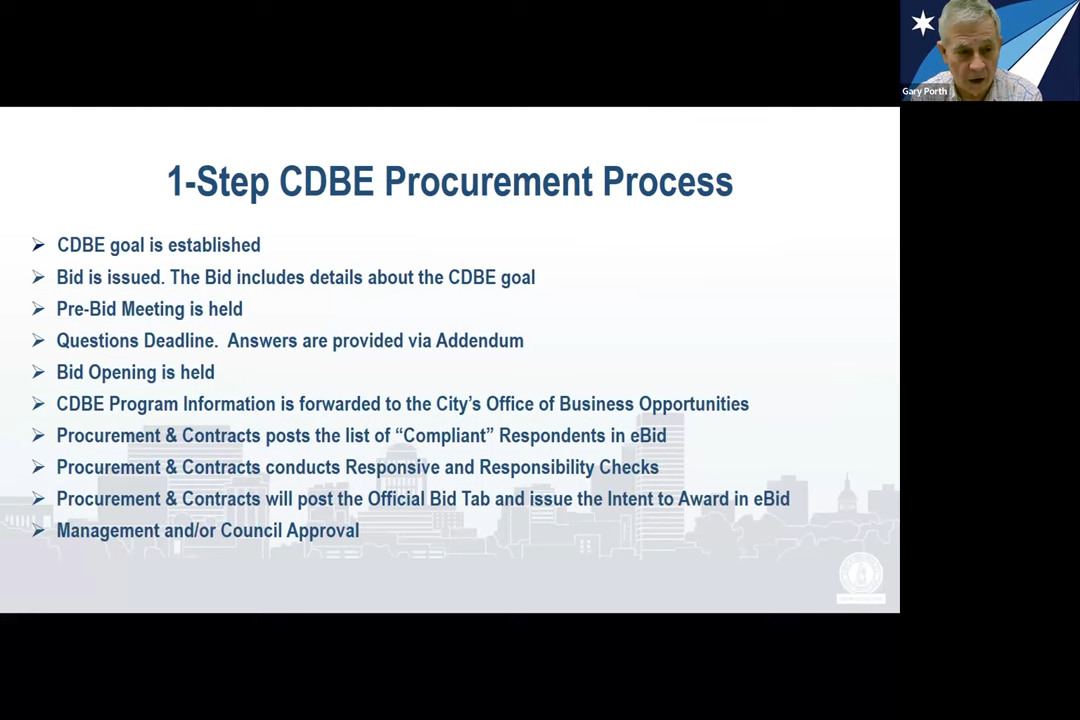 Gary Porth
1-Step CDBE Procurement Process
CDBE goal is established
Bid is issued. The Bid includes details about the CDBE goal
Pre-Bid Meeting is held
Questions Deadline. Answers are provided via Addendum
Bid Opening is held
CDBE Program Information is forwarded to the City's Office of Business Opportunities
Procurement & Contracts posts the list of “Compliant” Respondents in eBid
Procurement & Contracts conducts Responsive and Responsibility Checks
Procurement & Contracts will post the Official Bid Tab and issue the Intent to Award in eBid
Management and/or Council Approval